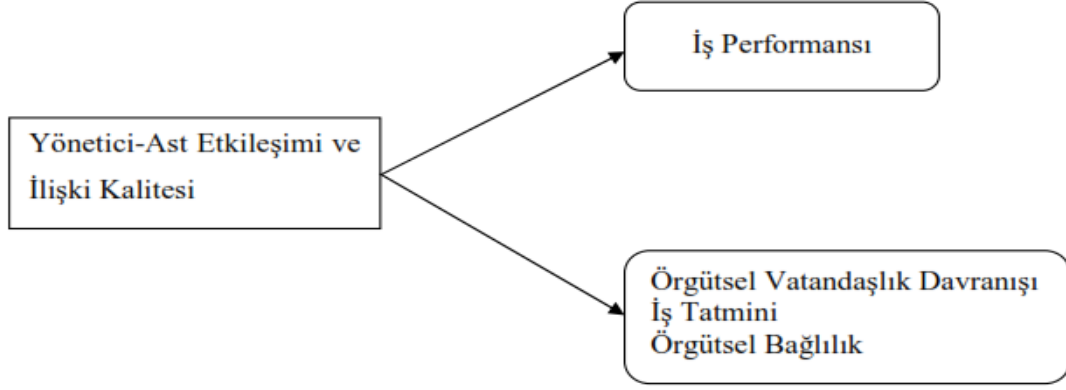 İş Performansı
Yönetici-Ast Etkileşimi ve
İlişki Kalitesi
Örgütsel Vatandaşlık Davranışı
İş Tatmini
Örgütsel Bağlılık